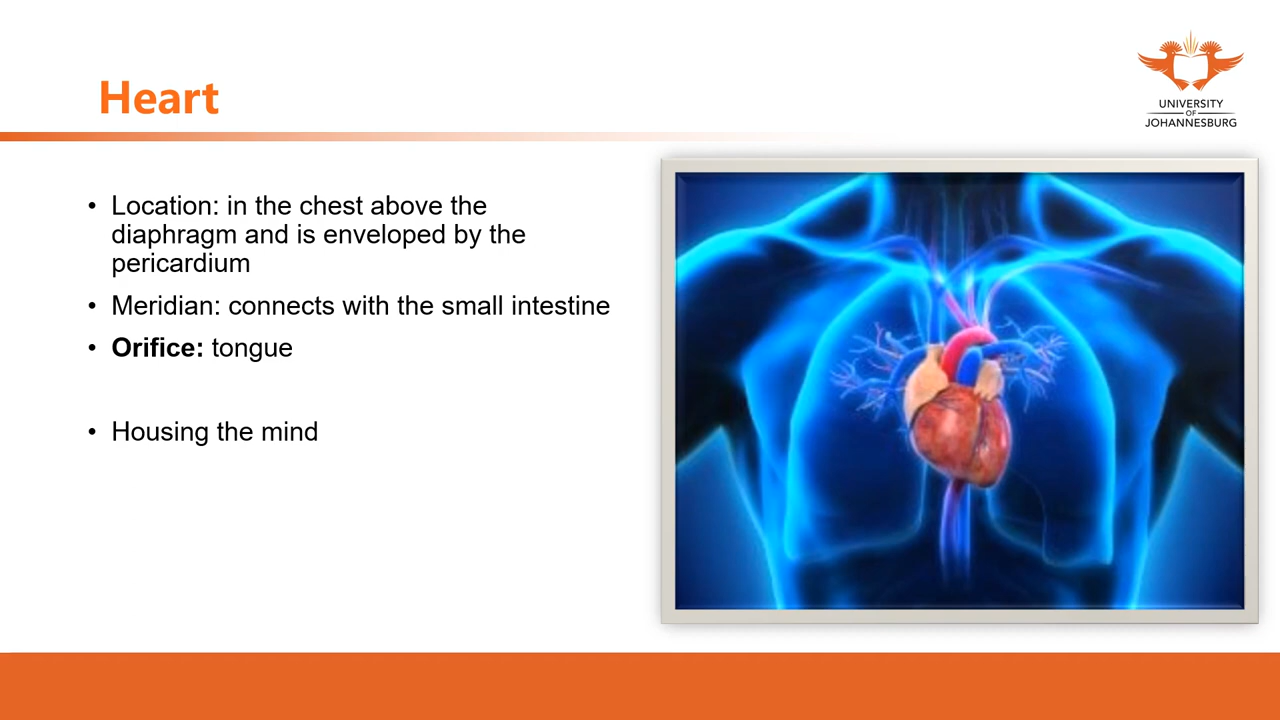 Heart
UNIVERSITY
OF
JOHANNESBURG
• Location: in the chest above the
diaphragm and is enveloped by the
pericardium
• Meridian: connects with the small intestine
• Orifice: tongue
• Housing the mind